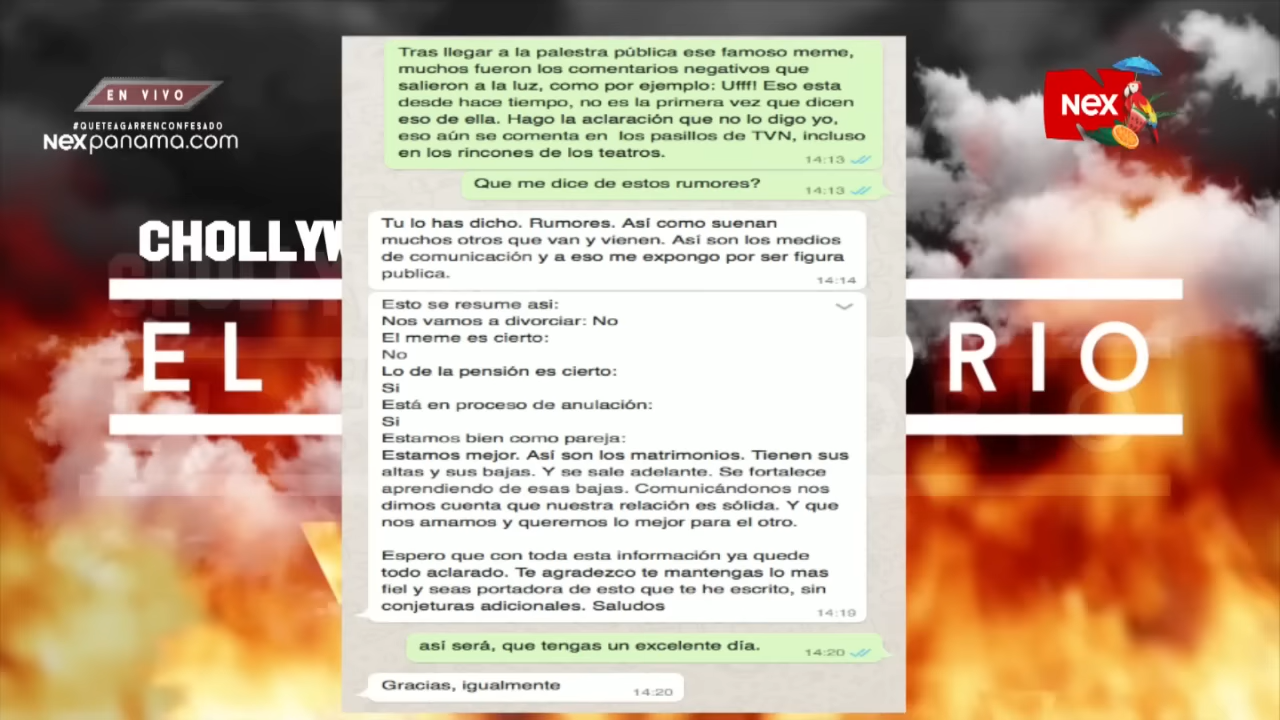 EN VIVO
#QUETEAGARRENCONFESADO
NEXpanama.com
NEX
CHOLLYW
EL
ORIO
Tras llegar a la palestra pública ese famoso meme,
muchos fueron los comentarios negativos que
salieron a la luz, como por ejemplo: Ufff! Eso esta
desde hace tiempo, no es la primera vez que dicen
eso de ella. Hago la aclaración que no lo digo yo,
eso aún se comenta en los pasillos de TVN, incluso
en los rincones de los teatros.
14:13
Que me dice de estos rumores?
14:13
Tu lo has dicho. Rumores. Así como suenan
muchos otros que van y vienen. Así son los medios
de comunicación y a eso me expongo por ser figura
publica.
14:14
Esto se resume asi:
Nos vamos a divorciar: No
El meme es cierto:
No
Lo de la pensión es cierto:
Si
Está en proceso de anulación:
Si
Estamos bien como pareja:
Estamos mejor. Así son los matrimonios. Tienen sus
altas y sus bajas. Y se sale adelante. Se fortalece
aprendiendo de esas bajas. Comunicándonos nos
dimos cuenta que nuestra relación es sólida. Y que
nos amamos y queremos lo mejor para el otro.
Espero que con toda esta información ya quede
todo aclarado. Te agradezco te mantengas lo mas
fiel y seas portadora de esto que te he escrito, sin
conjeturas adicionales. Saludos
14:19
así será, que tengas un excelente día.
14:20
Gracias, igualmente
14:20